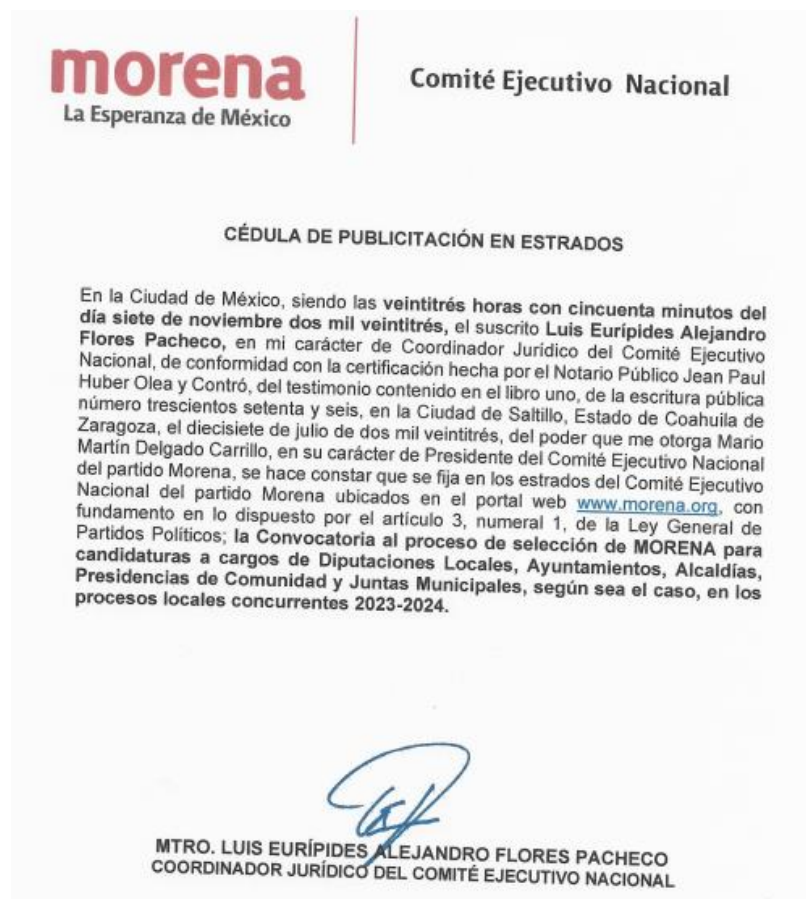 morena
La Esperanza de México
Comité Ejecutivo Nacional
CÉDULA DE PUBLICITACIÓN EN ESTRADOS
En la Ciudad de México, siendo las veintitrés horas con cincuenta minutos del
día siete de noviembre dos mil veintitrés, el suscrito Luis Eurípides Alejandro
Flores Pacheco, en mi carácter de Coordinador Jurídico del Comité Ejecutivo
Nacional, de conformidad con la certificación hecha por el Notario Público Jean Paul
Huber Olea y Contró, del testimonio contenido en el libro uno, de la escritura pública
número trescientos setenta y seis, en la Ciudad de Saltillo, Estado de Coahuila de
Zaragoza, el diecisiete de julio de dos mil veintitrés, del poder que me otorga Mario
Martín Delgado Carrillo, en su carácter de Presidente del Comité Ejecutivo Nacional
del partido Morena, se hace constar que se fija en los estrados del Comité Ejecutivo
Nacional del partido Morena ubicados en el portal web www.morena.org, con
fundamento en lo dispuesto por el artículo 3, numeral 1, de la Ley General de
Partidos Políticos; la Convocatoria al proceso de selección de MORENA para
candidaturas a cargos de Diputaciones Locales, Ayuntamientos, Alcaldías,
Presidencias de Comunidad y Juntas Municipales, según sea el caso, en los
procesos locales concurrentes 2023-2024.
MTRO. LUIS EURÍPIDES ALEJANDRO FLORES PACHECO
COORDINADOR JURÍDICO DEL COMITÉ EJECUTIVO NACIONAL